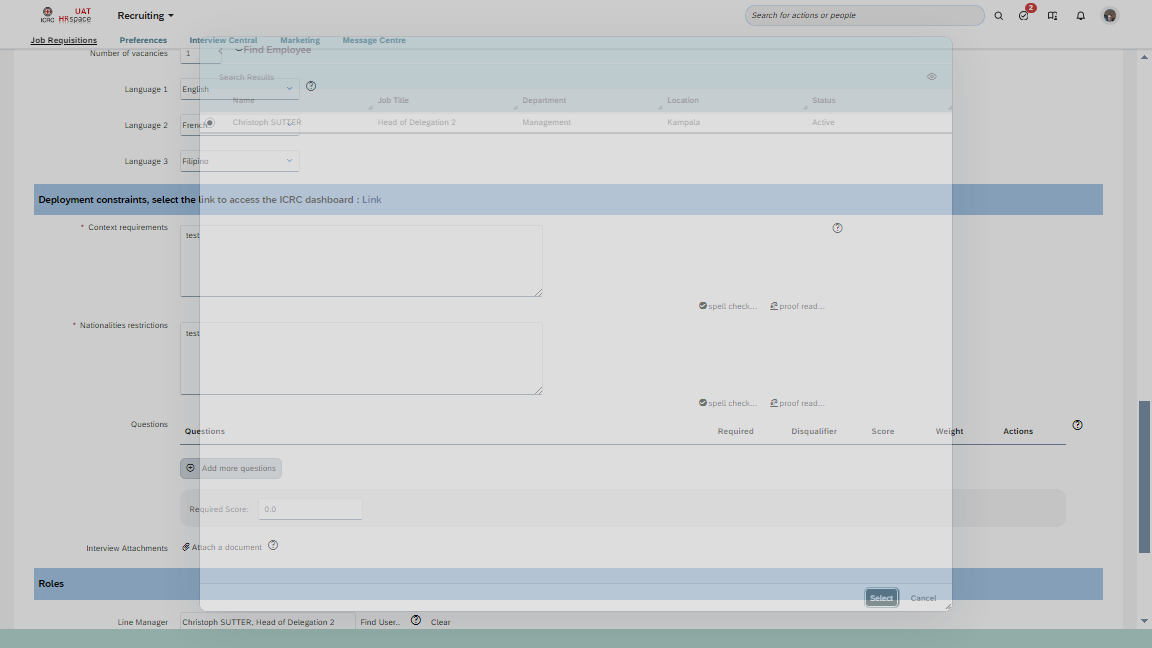 ICRC UAT HRspace Recruiting Search for actions or people 2
Job Requisitions Preferences Interview Central Marketing Message Centre
Number of vacancies 1 Find Employee
Search Results
Language 1 English
Name Job Title Department Location Status
Language 2 French Christoph SUTTER Head of Delegation 2 Management Kampala Active
Language 3 Filipino
Deployment constraints, select the link to access the ICRC dashboard : Link
* Context requirements test
spell check... proof read...
* Nationalities restrictions test
spell check... proof read...
Questions Questions Required Disqualifier Score Weight Actions
Add more questions
Required Score: 0.0
Interview Attachments Attach a document
Roles
Select Cancel
Line Manager Christoph SUTTER, Head of Delegation 2 Find User.. Clear